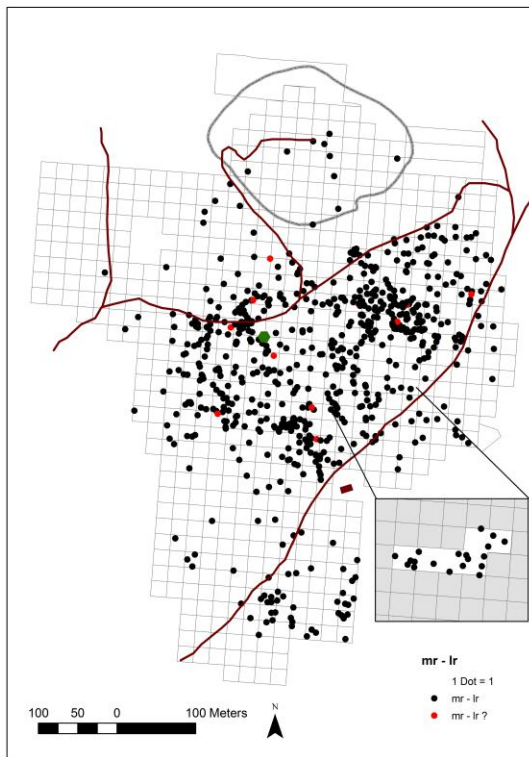 mr - lr
1 Dot = 1
mr - lr
mr - lr ?
100 50 0 100 Meters
N